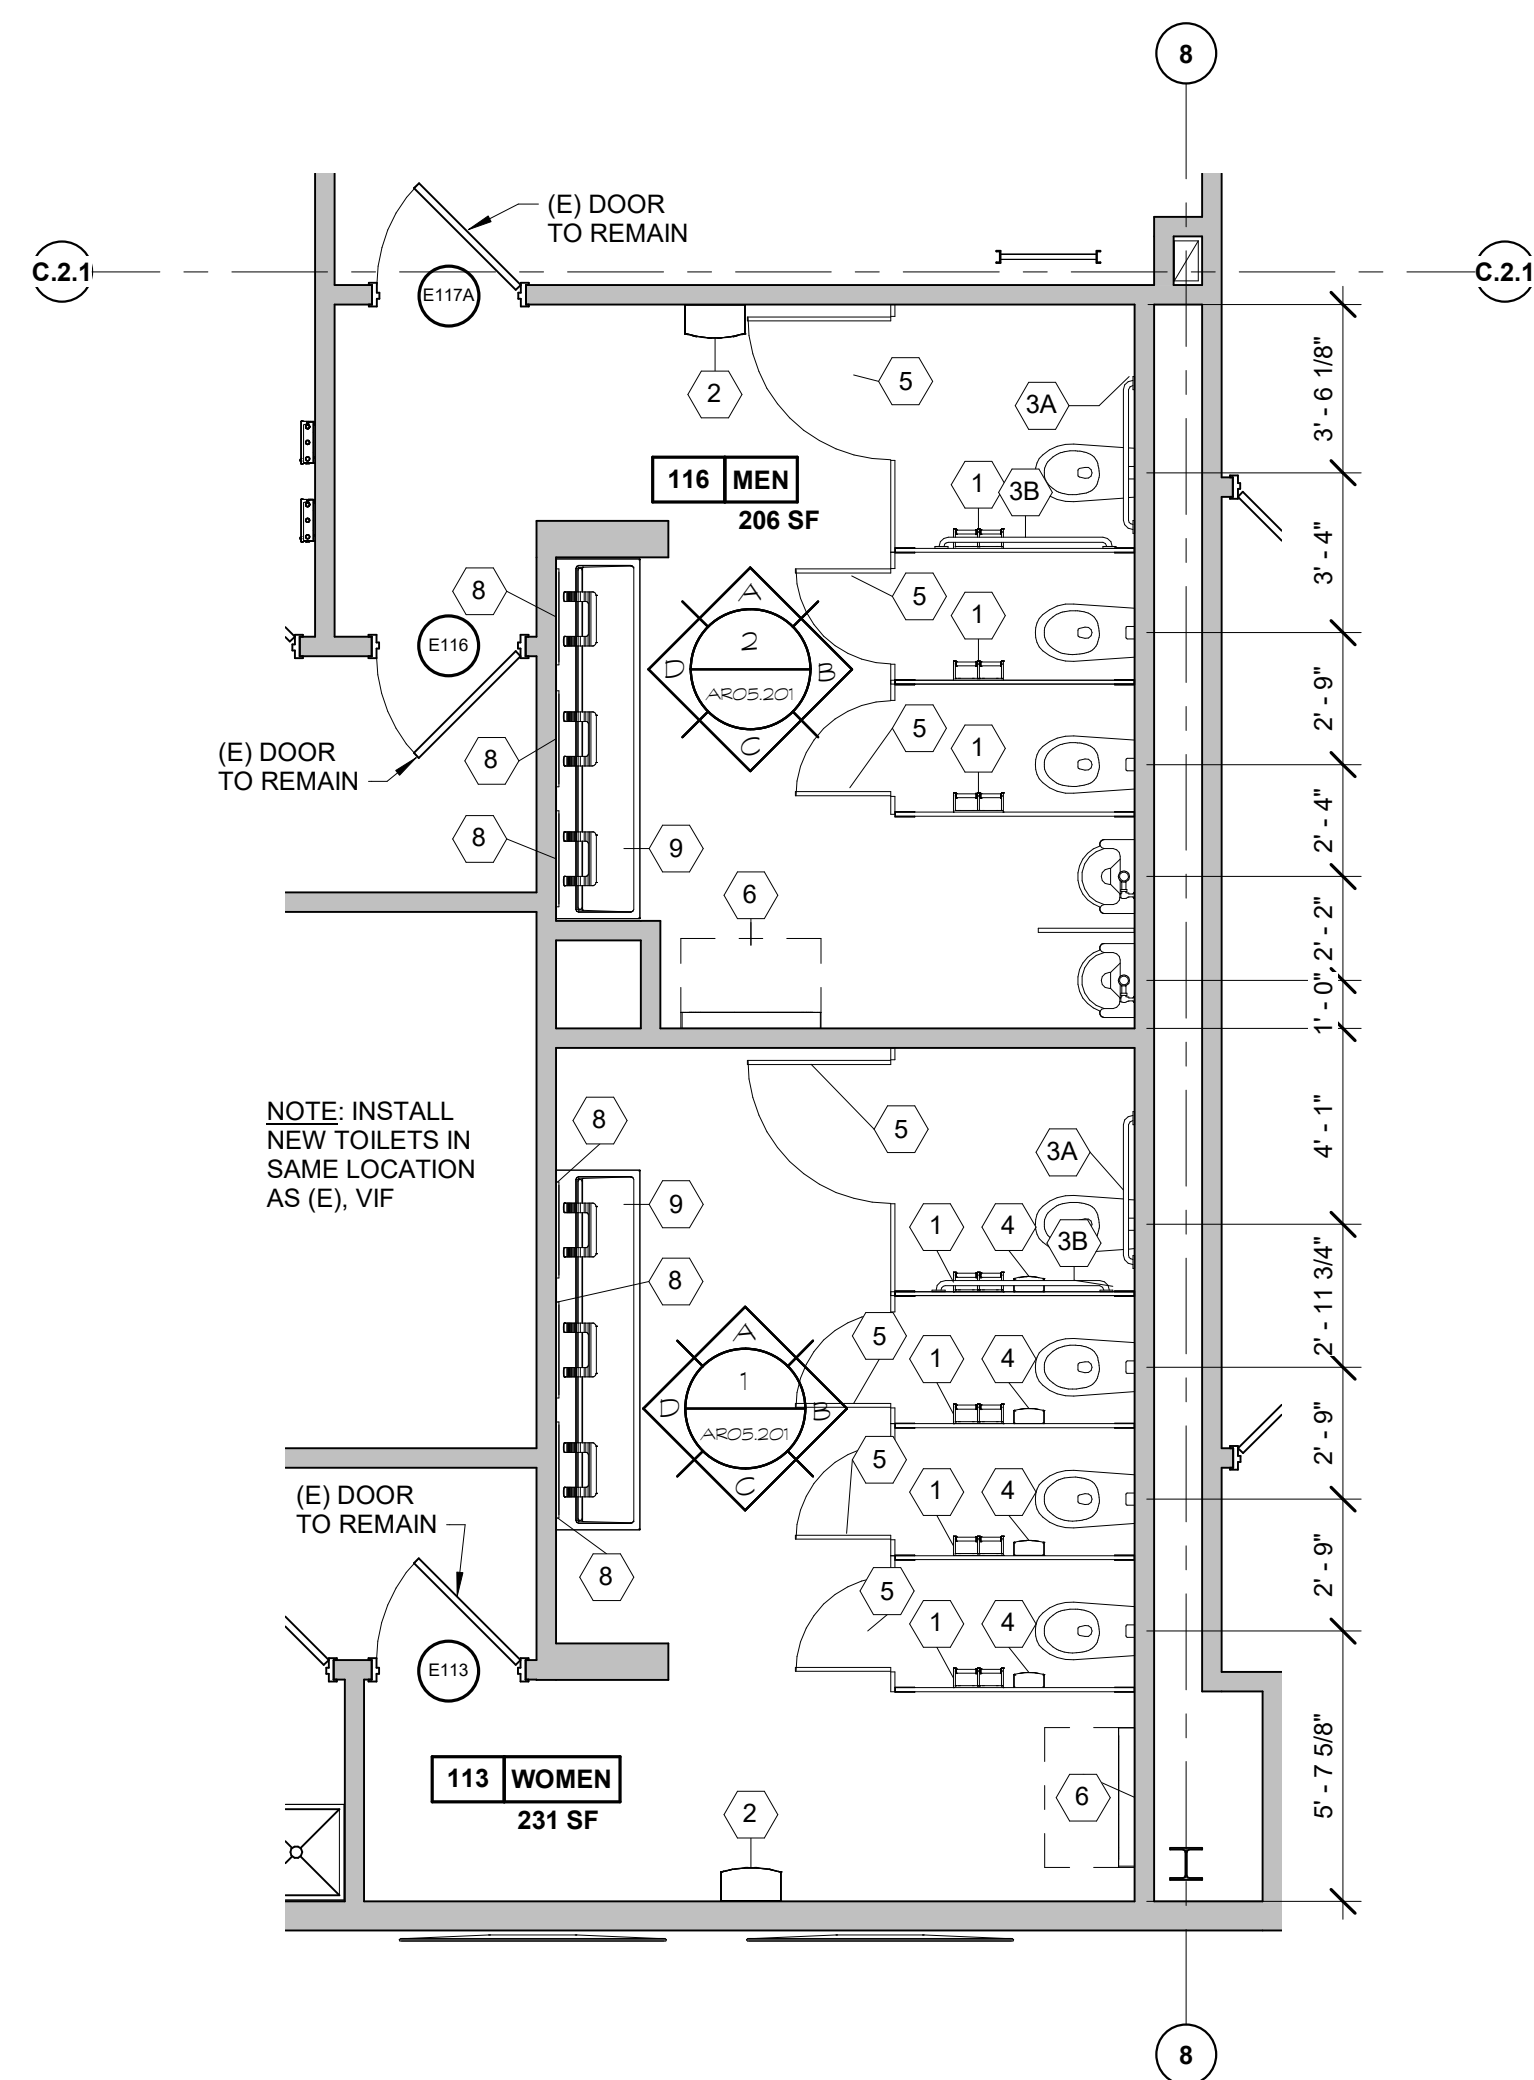 8
(E) DOOR
TO REMAIN
C.2.1
C.2.1
E117A
2
5
3A
3' - 6 1/8"
116 MEN
206 SF
1
3B
3' - 4"
8
5
1
A
2
D
B
AR05.201
C
E116
2' - 9"
(E) DOOR
TO REMAIN
8
5
1
8
9
2' - 4"
6
2' - 2"
1' - 0"
NOTE: INSTALL
NEW TOILETS IN
SAME LOCATION
AS (E), VIF
8
5
3A
4' - 1"
9
1
4
3B
8
2' - 11 3/4"
5
A
1
D
B
AR05.201
C
1
4
2' - 9"
(E) DOOR
TO REMAIN
5
1
4
8
5
2' - 9"
1
4
E113
113 WOMEN
231 SF
2
6
5' - 7 5/8"
8